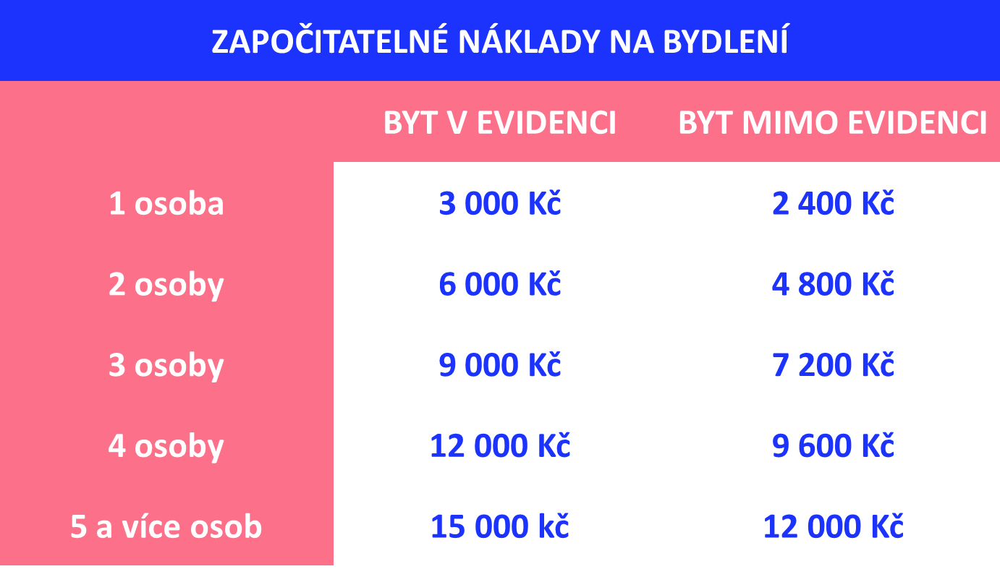 ZAPOČITATELNÉ NÁKLADY NA BYDLENÍ
BYT V EVIDENCI BYT MIMO EVIDENCI
1 osoba 3 000 Kč 2 400 Kč
2 osoby 6 000 Kč 4 800 Kč
3 osoby 9 000 Kč 7 200 Kč
4 osoby 12 000 Kč 9 600 Kč
5 a více osob 15 000 kč 12 000 Kč